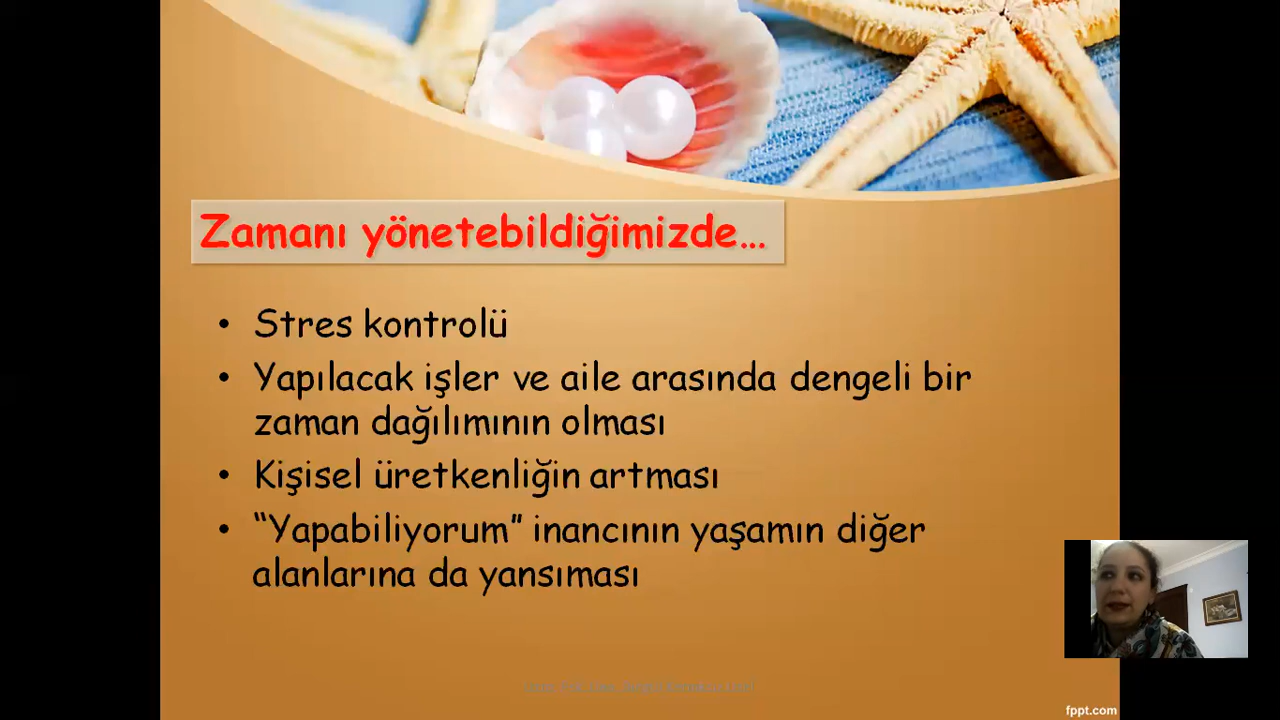 Zamanı yönetebildiğimizde...
• Stres kontrolü
• Yapılacak işler ve aile arasında dengeli bir
zaman dağılımının olması
• Kişisel üretkenliğin artması
• “Yapabiliyorum” inancının yaşamın diğer
alanlarına da yansıması
fppt.com